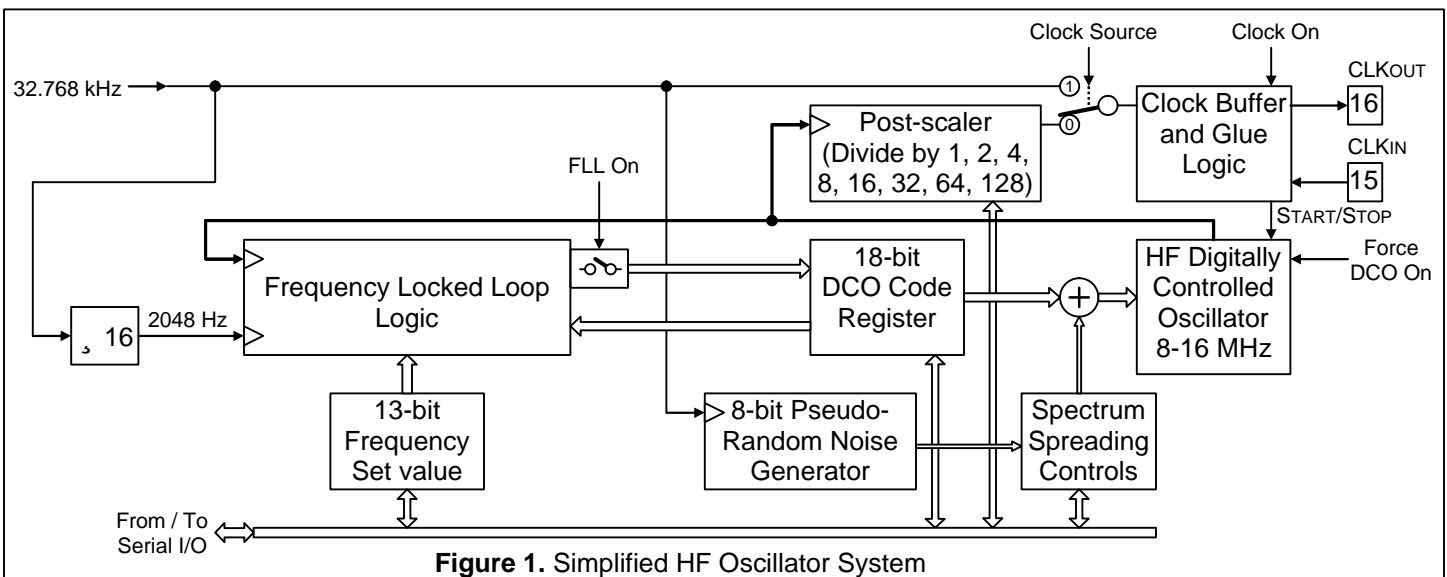 Clock Source
Clock On
32.768 kHz
1
0
Post-scaler
(Divide by 1, 2, 4,
8, 16, 32, 64, 128)
Clock Buffer
and Glue
Logic
CLKOUT
16
CLKIN
15
START/STOP
FLL On
Frequency Locked Loop
Logic
18-bit
DCO Code
Register
+
HF Digitally
Controlled
Oscillator
8-16 MHz
Force
DCO On
16
2048 Hz
13-bit
Frequency
Set value
8-bit Pseudo-
Random Noise
Generator
Spectrum
Spreading
Controls
From / To
Serial I/O
Figure 1. Simplified HF Oscillator System